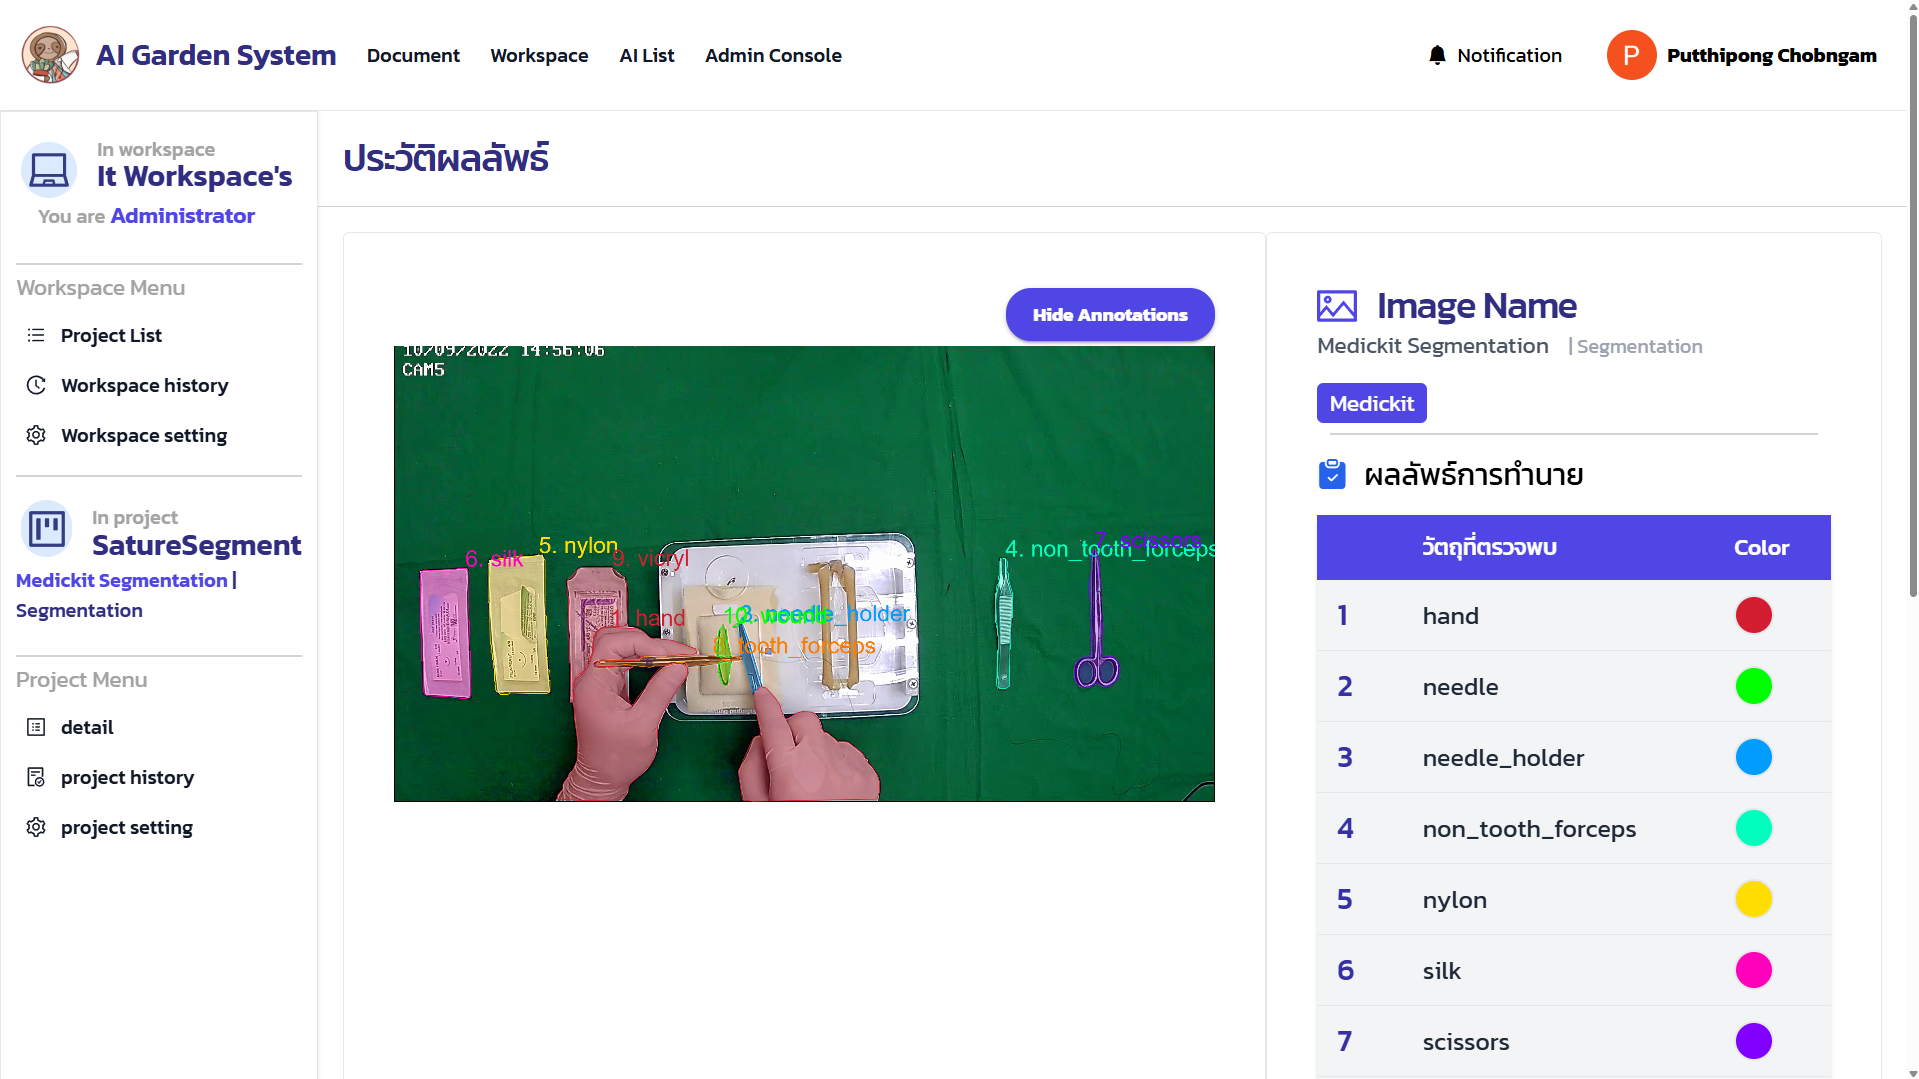 AI Garden System
Document
Workspace
AI List
Admin Console
Notification
P
Putthipong Chobngam
In workspace
It Workspace's
You are Administrator
Workspace Menu
Project List
Workspace history
Workspace setting
In project
SatureSegment
Medickit Segmentation |
Segmentation
Project Menu
detail
project history
project setting
ประวัติผลลัพธ์
Hide Annotations
10/09/2022 14:56:06
CAM5
6. silk
5. nylon
9. vicryl
1. hand
10. wound
3. needle_holder
tooth_forceps
4. non_tooth_forceps
7. scissors
Image Name
Medickit Segmentation | Segmentation
Medickit
ผลลัพธ์การทำนาย
วัตถุที่ตรวจพบ Color
1 hand
2 needle
3 needle_holder
4 non_tooth_forceps
5 nylon
6 silk
7 scissors